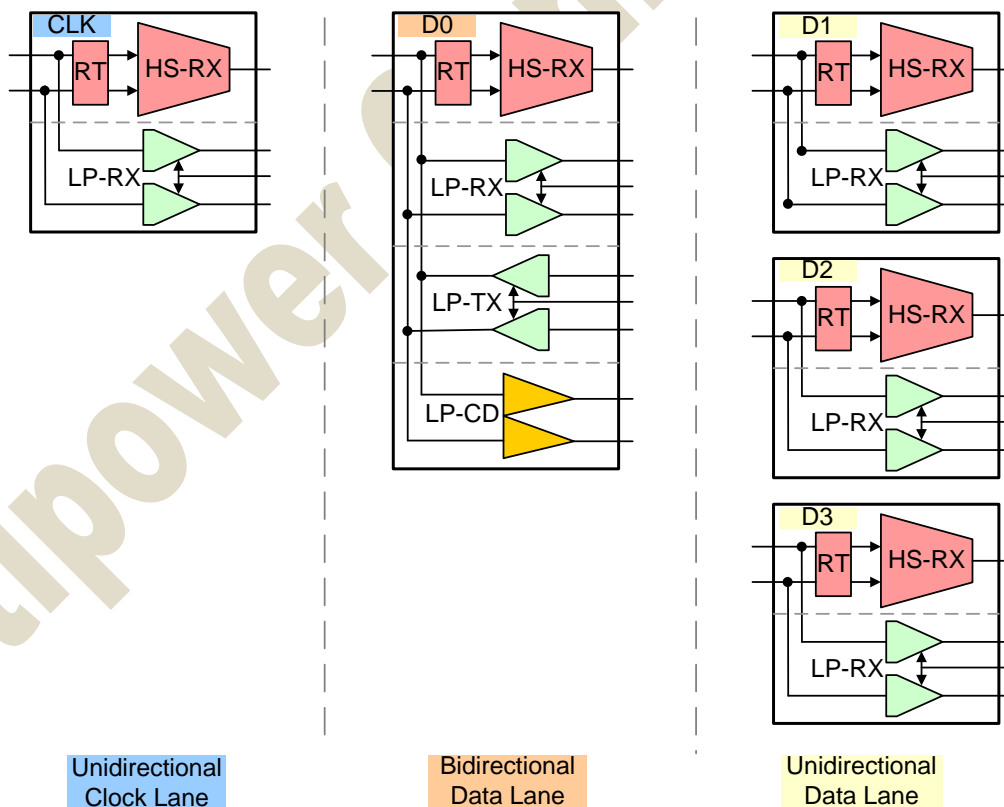 CLK
RT
HS-RX
LP-RX
D0
RT
HS-RX
LP-RX
LP-TX
LP-CD
D1
RT
HS-RX
LP-RX
D2
RT
HS-RX
LP-RX
D3
RT
HS-RX
LP-RX
Unidirectional
Clock Lane
Bidirectional
Data Lane
Unidirectional
Data Lane